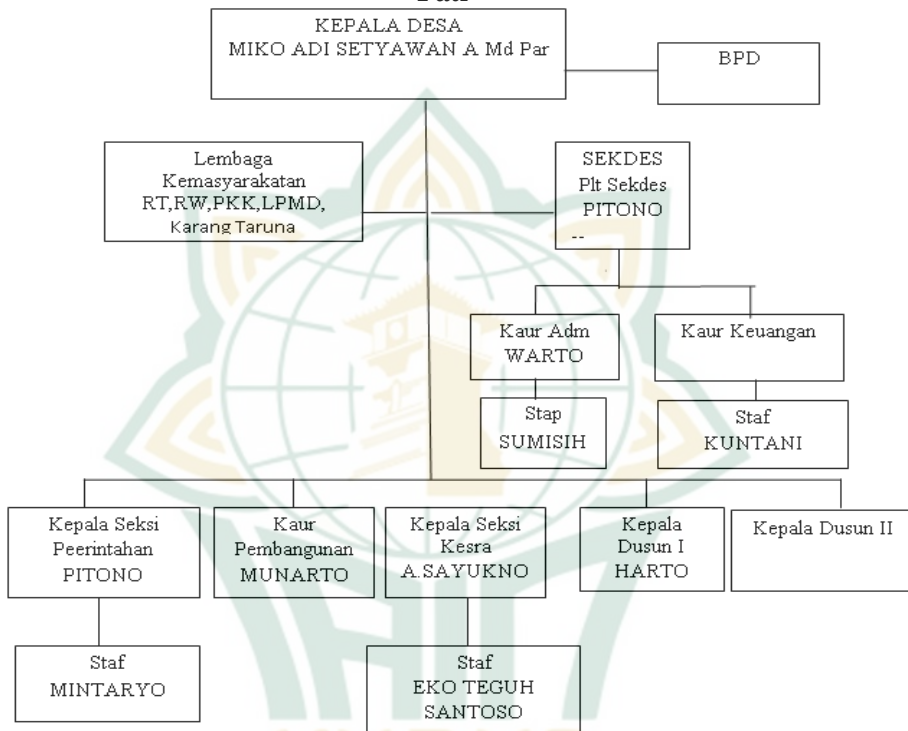 KEPALA DESA
MIKO ADI SETYAWAN A Md Par
BPD
Lembaga
Kemasyarakatan
RT,RW,PKK,LPMD,
Karang Taruna
SEKDES
Plt Sekdes
PITONO
--
Kaur Adm
WARTO
Kaur Keuangan
Stap
SUMISIH
Staf
KUNTANI
Kepala Seksi
Peerintahan
PITONO
Kaur
Pembangunan
MUNARTO
Kepala Seksi
Kesra
A.SAYUKNO
Kepala
Dusun I
HARTO
Kepala Dusun II
Staf
MINTARYO
Staf
EKO TEGUH
SANTOSO